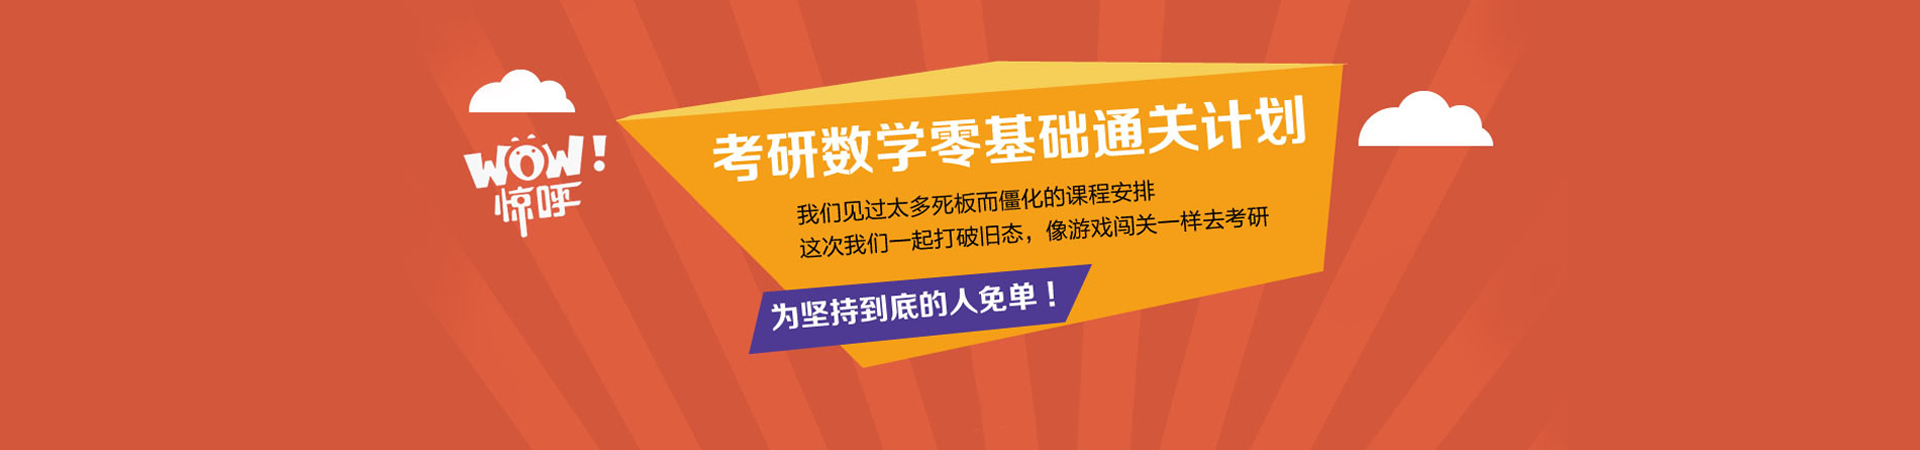 WOW!
惊呼
考研数学零基础通关计划
我们见过太多死板而僵化的课程安排
这次我们一起打破旧态，像游戏闯关一样去考研
为坚持到底的人免单！